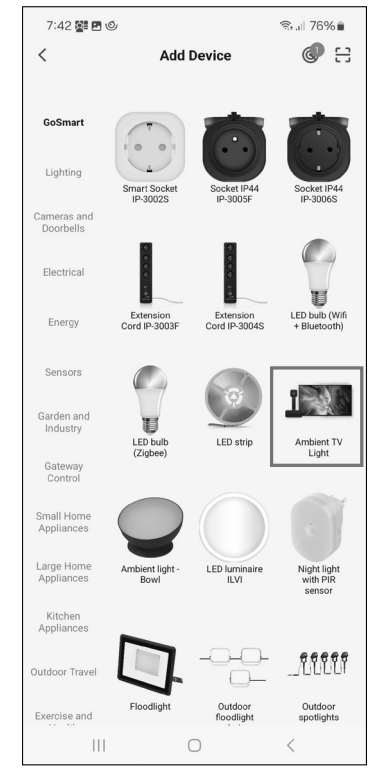 7:42
76%
Add Device
1
GoSmart
Lighting
Cameras and
Doorbells
Electrical
Energy
Sensors
Garden and
Industry
Gateway
Control
Small Home
Appliances
Large Home
Appliances
Kitchen
Appliances
Outdoor Travel
Exercise and
Smart Socket
IP-3002S
Socket IP44
IP-3005F
Socket IP44
IP-3006S
Extension
Cord IP-3003F
Extension
Cord IP-3004S
LED bulb (Wifi
+ Bluetooth)
LED bulb
(Zigbee)
LED strip
Ambient TV
Light
Ambient light -
Bowl
LED luminaire
ILVI
Night light
with PIR
sensor
Floodlight
Outdoor
floodlight
Outdoor
spotlights